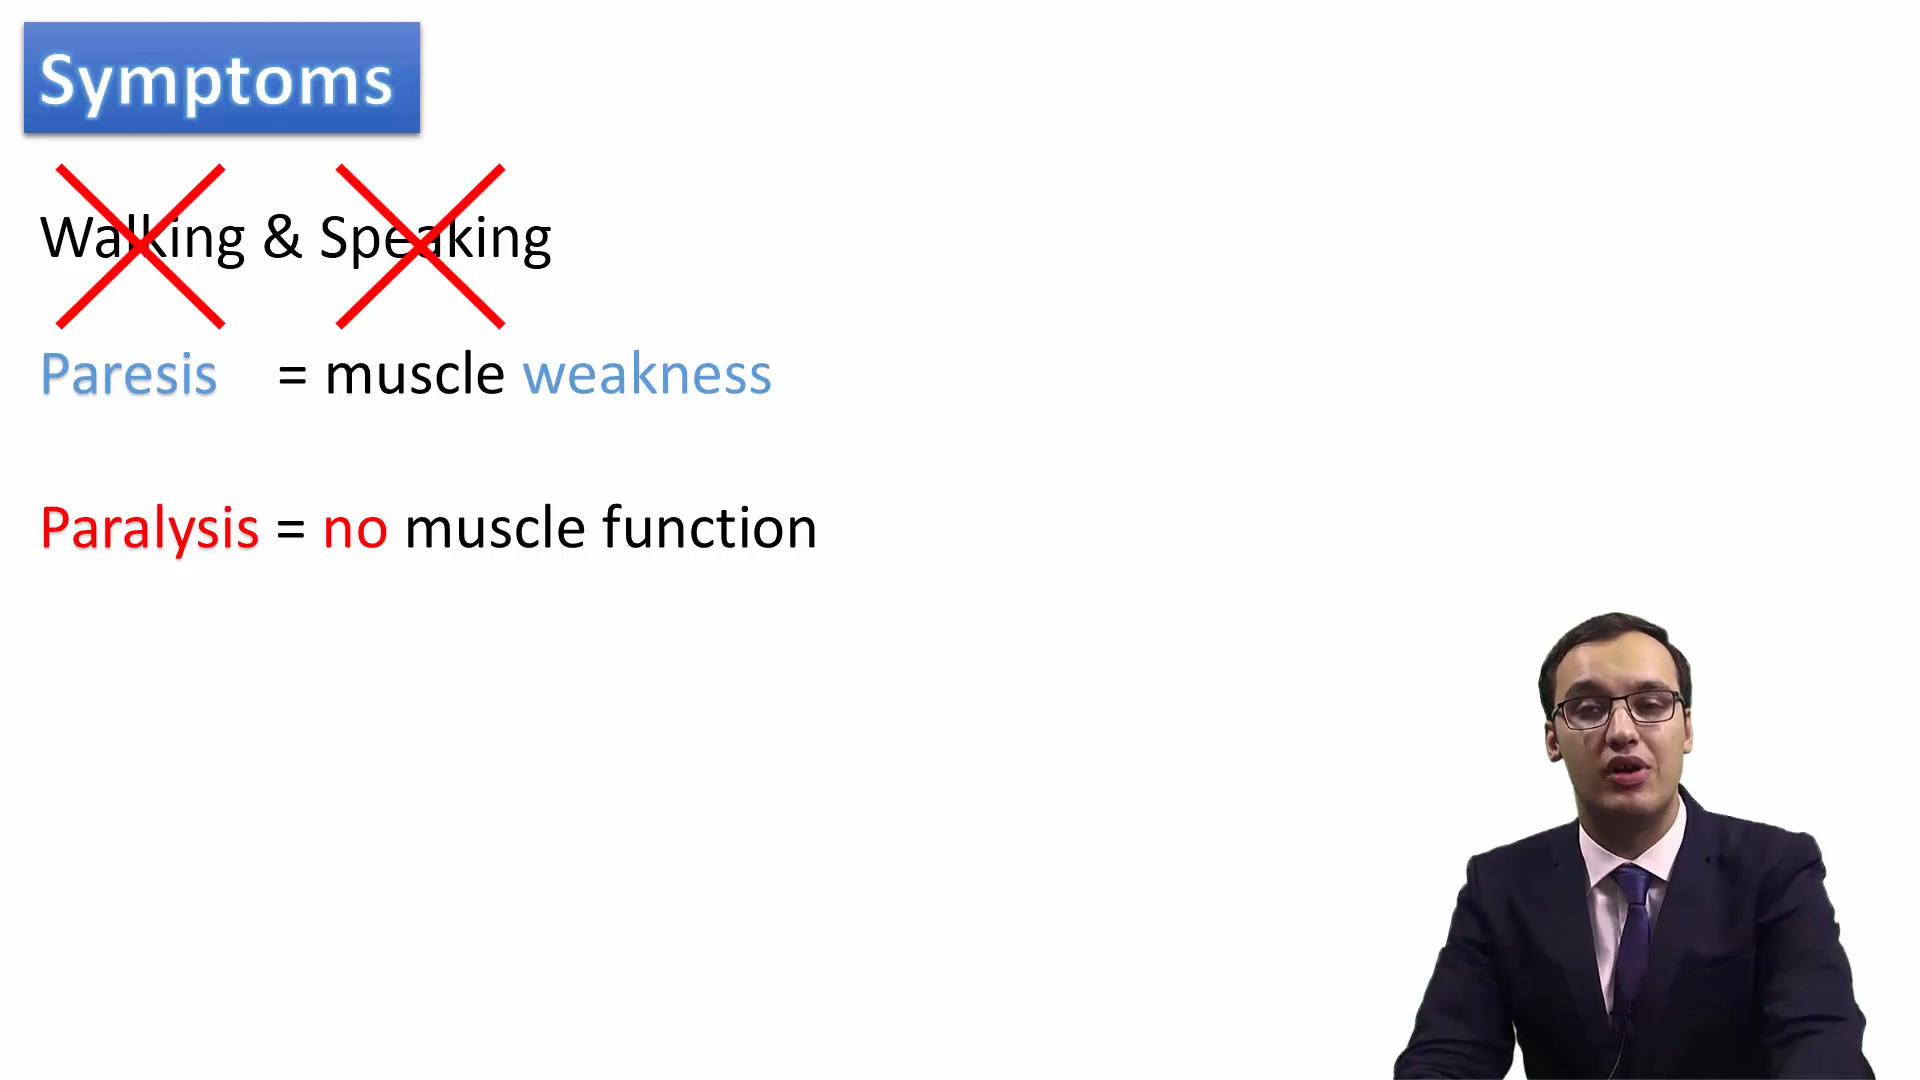 Symptoms
Walking & Speaking
Paresis = muscle weakness
Paralysis = no muscle function